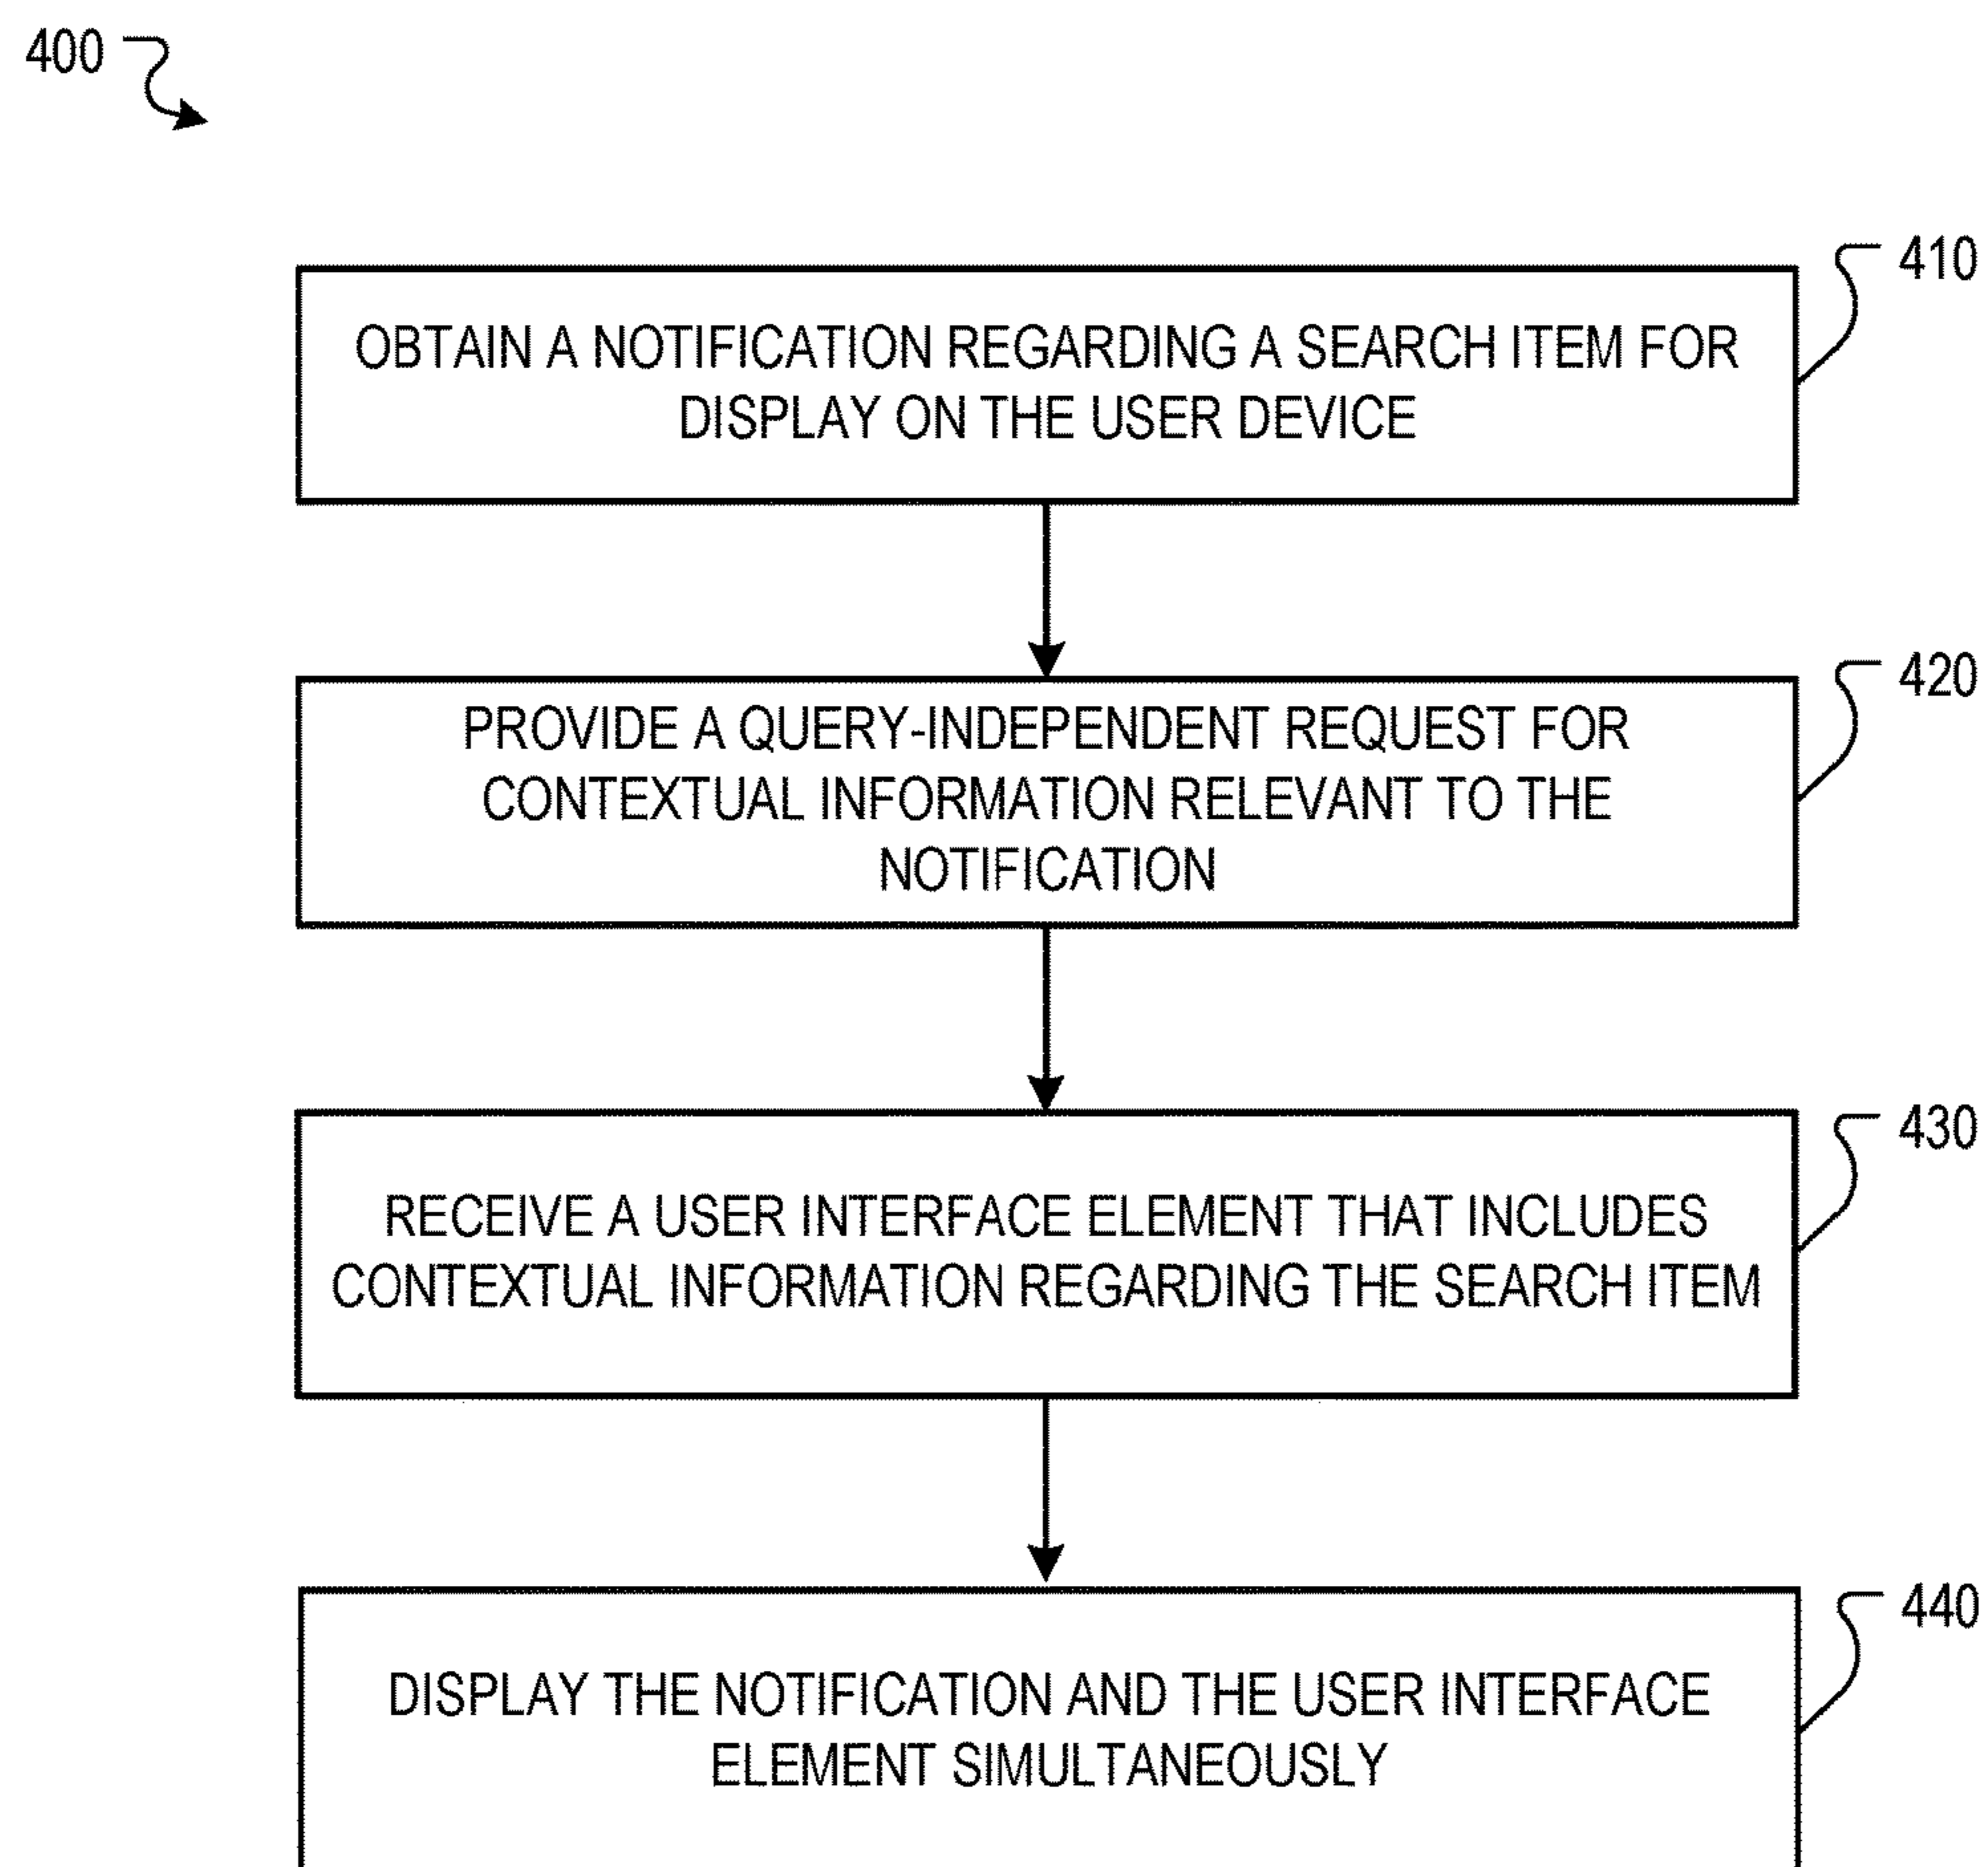 400
410
OBTAIN A NOTIFICATION REGARDING A SEARCH ITEM FOR
DISPLAY ON THE USER DEVICE
420
PROVIDE A QUERY-INDEPENDENT REQUEST FOR
CONTEXTUAL INFORMATION RELEVANT TO THE
NOTIFICATION
430
RECEIVE A USER INTERFACE ELEMENT THAT INCLUDES
CONTEXTUAL INFORMATION REGARDING THE SEARCH ITEM
440
DISPLAY THE NOTIFICATION AND THE USER INTERFACE
ELEMENT SIMULTANEOUSLY